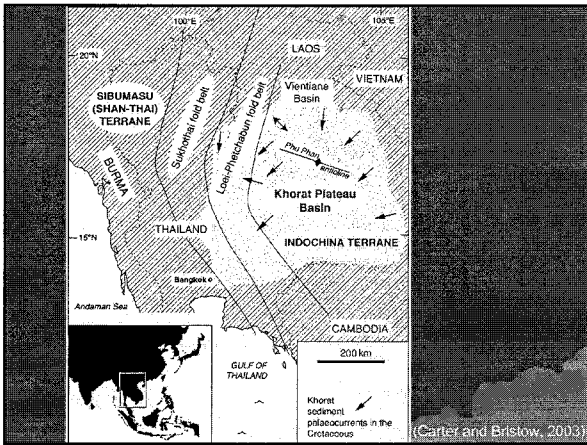 100°E
105°E
20°N
LAOS
VIETNAM
Vientiane
Basin
SIBUMASU
(SHAN-THAI)
TERRANE
Sukhothai fold belt
Loei-Phetchabun fold belt
BURMA
Phu Phan
anticline
Khorat Plateau
Basin
15°N
THAILAND
INDOCHINA TERRANE
Bangkok
Andaman Sea
CAMBODIA
GULF OF
THAILAND
200 km
Khorat
sediment
palaeocurrents in the
Cretaceous
(Carter and Bristow, 2003)